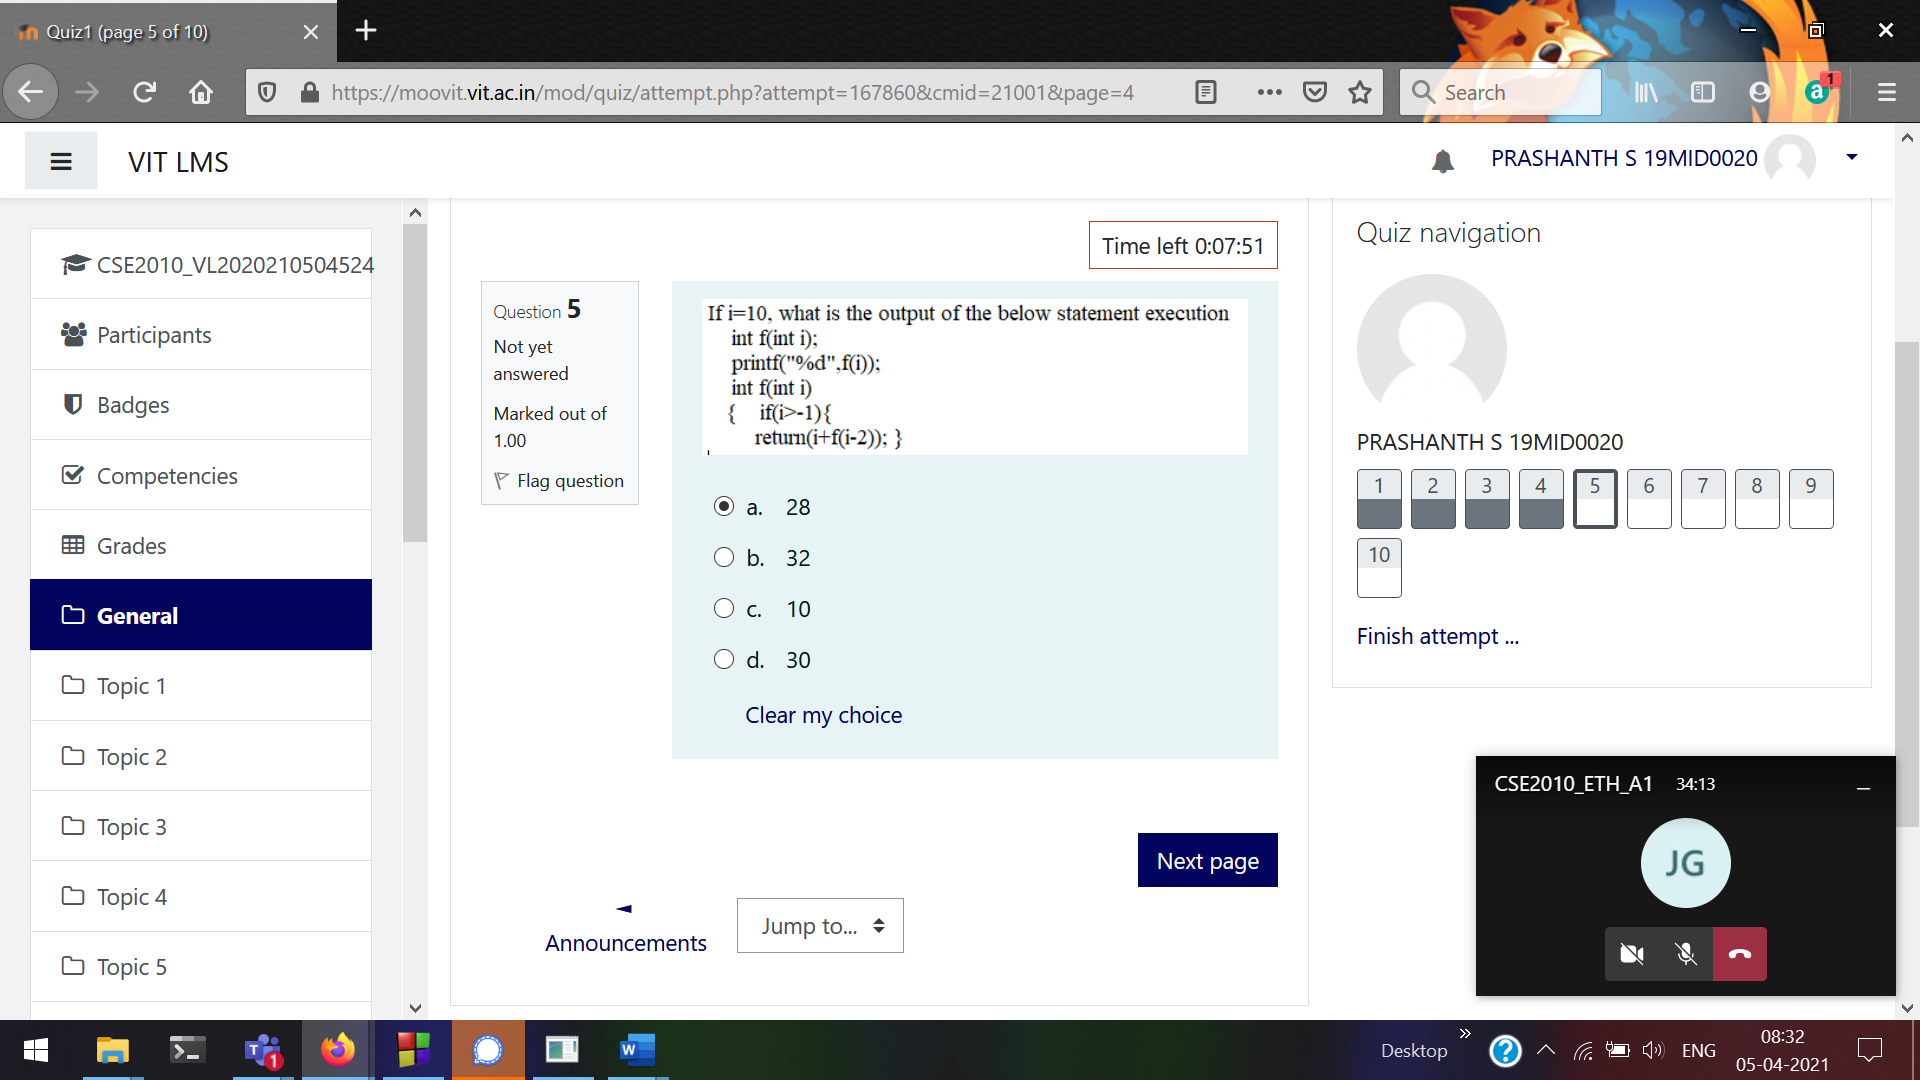 Quiz1 (page 5 of 10)
https://moovit.vit.ac.in/mod/quiz/attempt.php?attempt=167860&cmid=21001&page=4
Search
a
1
VIT LMS
PRASHANTH S 19MID0020
CSE2010_VL2020210504524
Participants
Badges
Competencies
Grades
General
Topic 1
Topic 2
Topic 3
Topic 4
Topic 5
Time left 0:07:51
Question 5
Not yet
answered
Marked out of
1.00
Flag question
If i=10, what is the output of the below statement execution
int f(int i);
printf("%d",f(i));
int f(int i)
{ if(i>-1){
return(i+f(i-2)); }
a. 28
b. 32
c. 10
d. 30
Clear my choice
Next page
Announcements
Jump to...
Quiz navigation
PRASHANTH S 19MID0020
1 2 3 4 5 6 7 8 9
10
Finish attempt ...
CSE2010_ETH_A1 34:13
JG
T
1
W
Desktop
»
?
ENG
08:32
05-04-2021